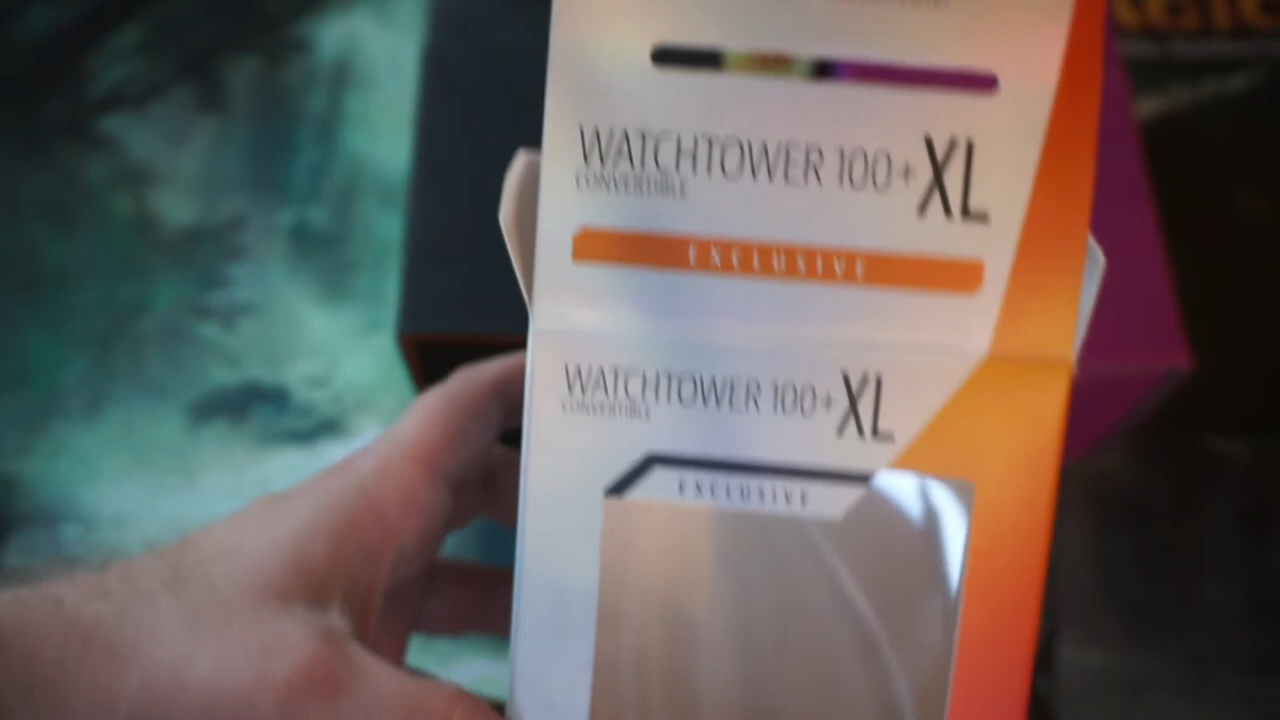 WATCHTOWER 100+ XL
CONVERTIBLE
EXCLUSIVE
WATCHTOWER 100+ XL
CONVERTIBLE
EXCLUSIVE